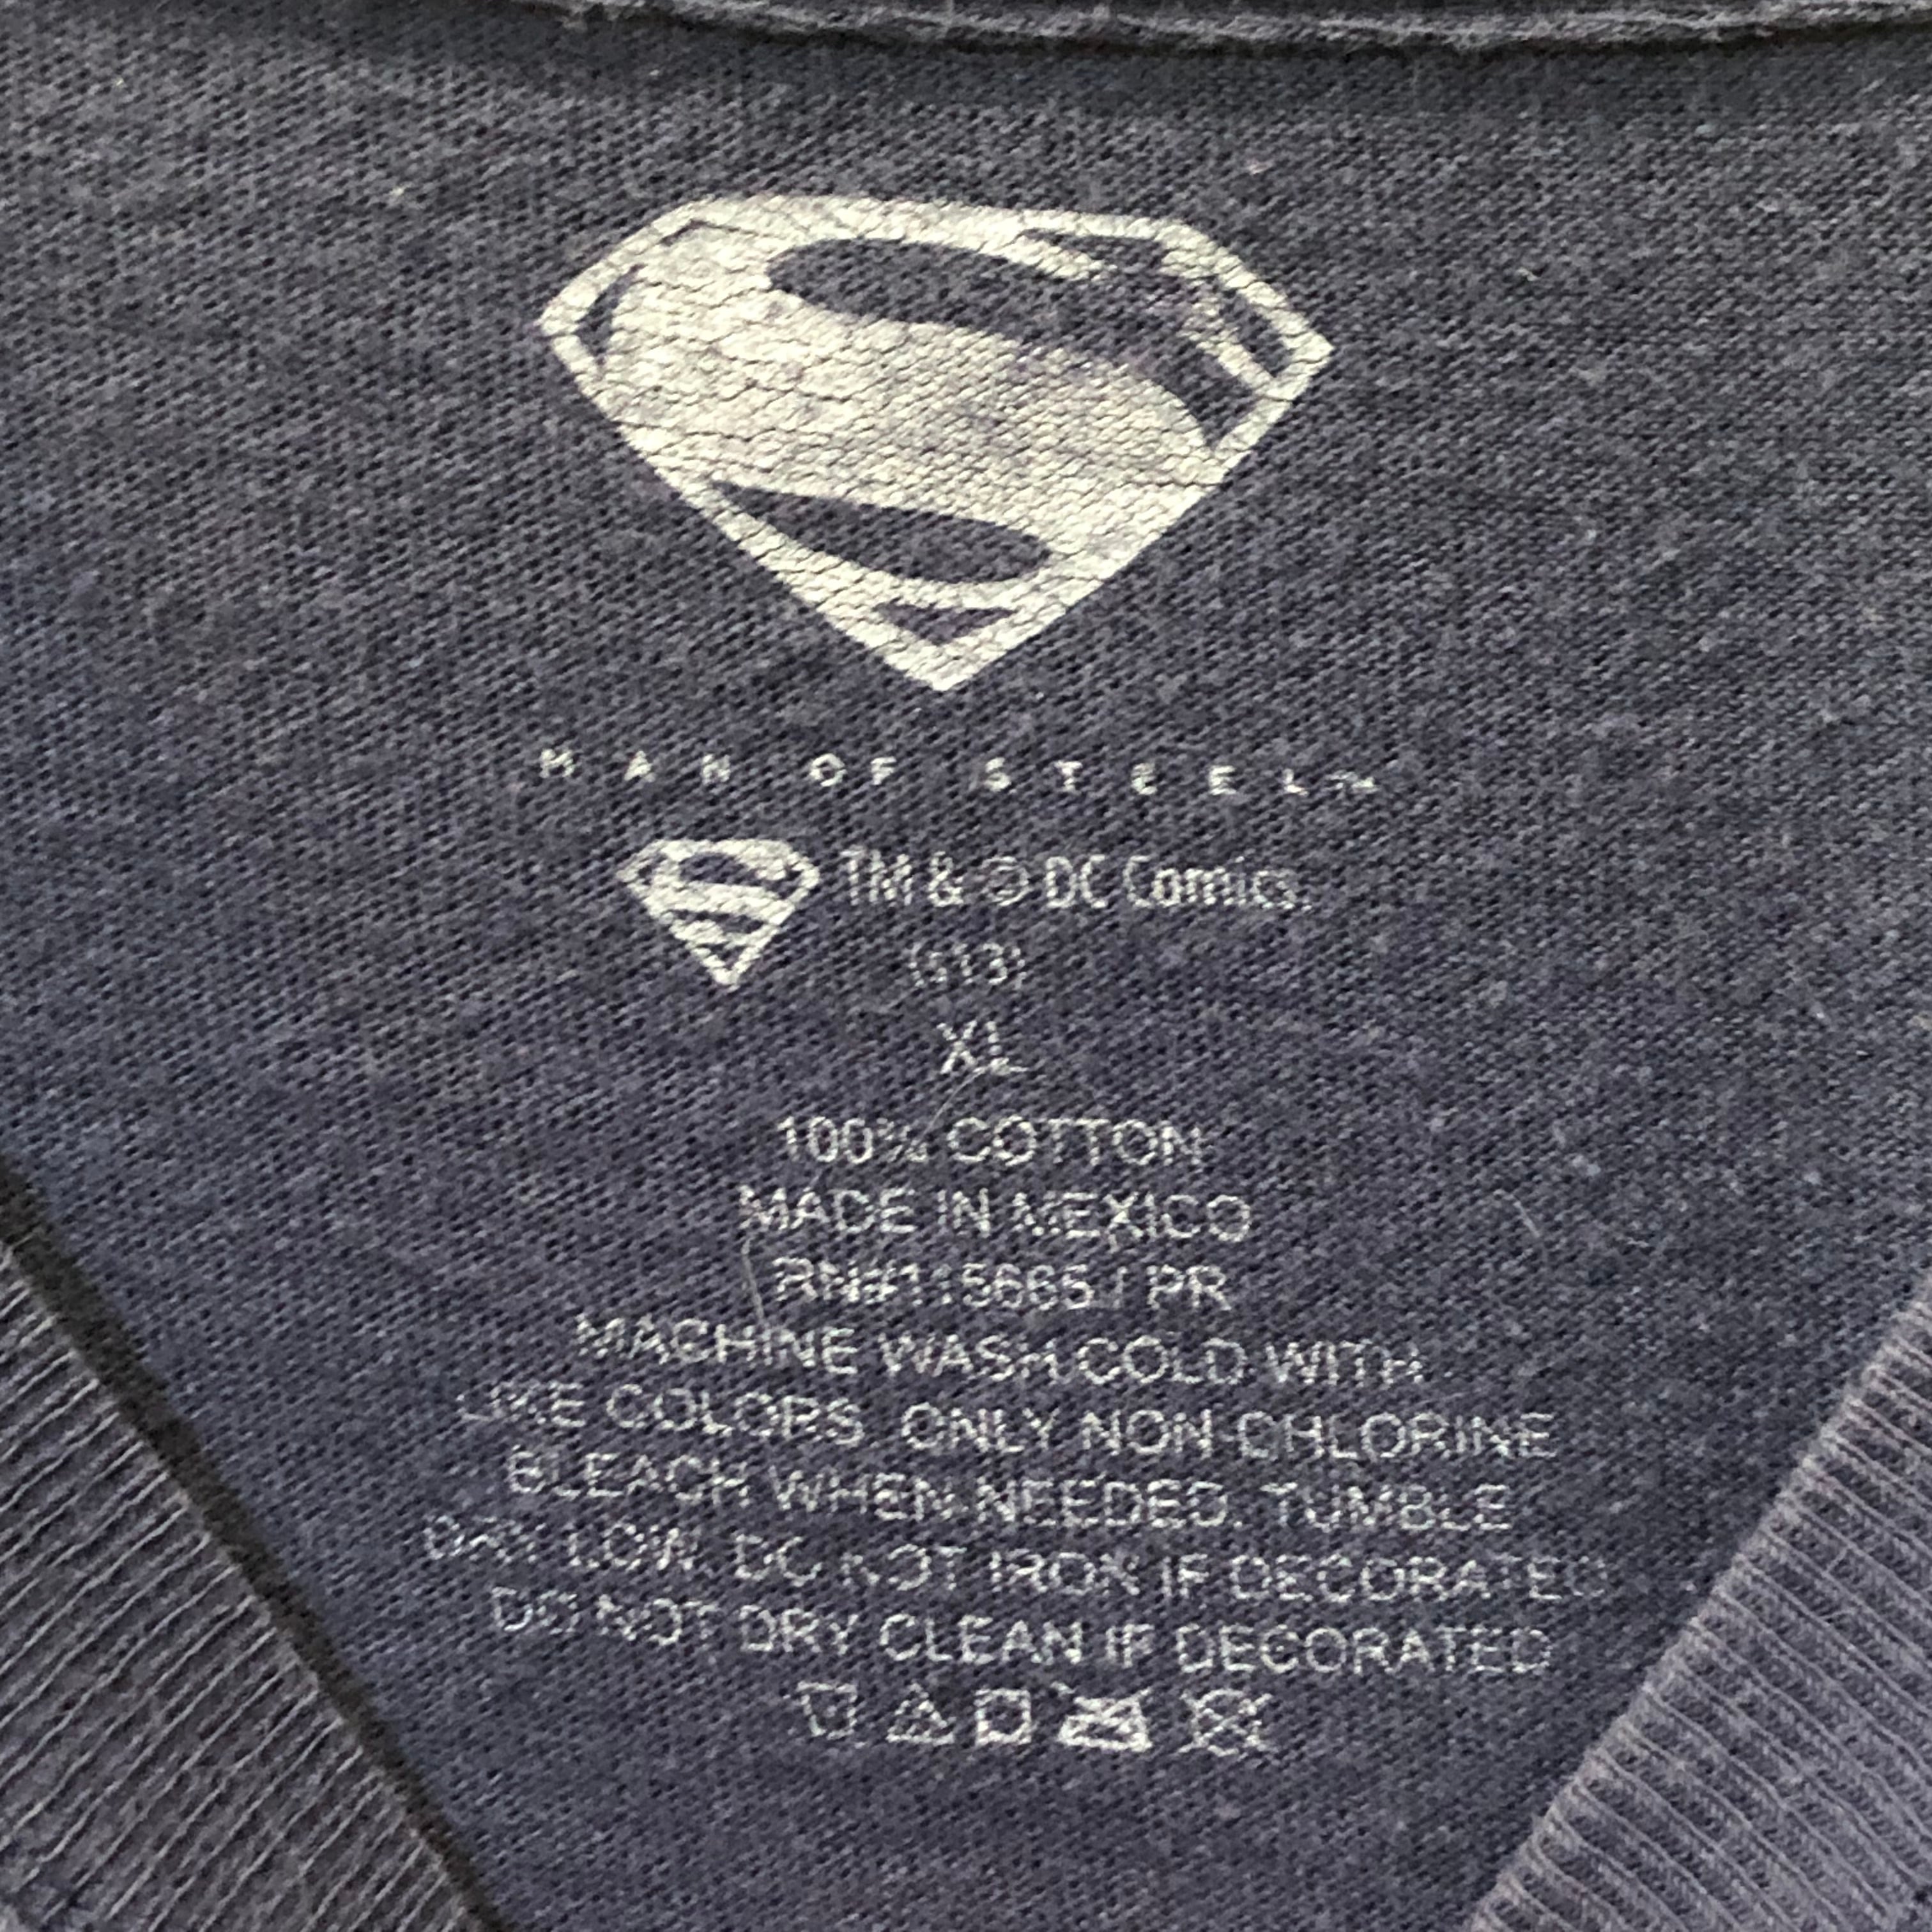 MAN OF STEEL™
TM & © DC Comics.
(s13)
XL
100% COTTON
MADE IN MEXICO
RN#115665 / PR
MACHINE WASH COLD WITH
LIKE COLORS. ONLY NON-CHLORINE
BLEACH WHEN NEEDED. TUMBLE
DRY LOW. DO NOT IRON IF DECORATED
DO NOT DRY CLEAN IF DECORATED